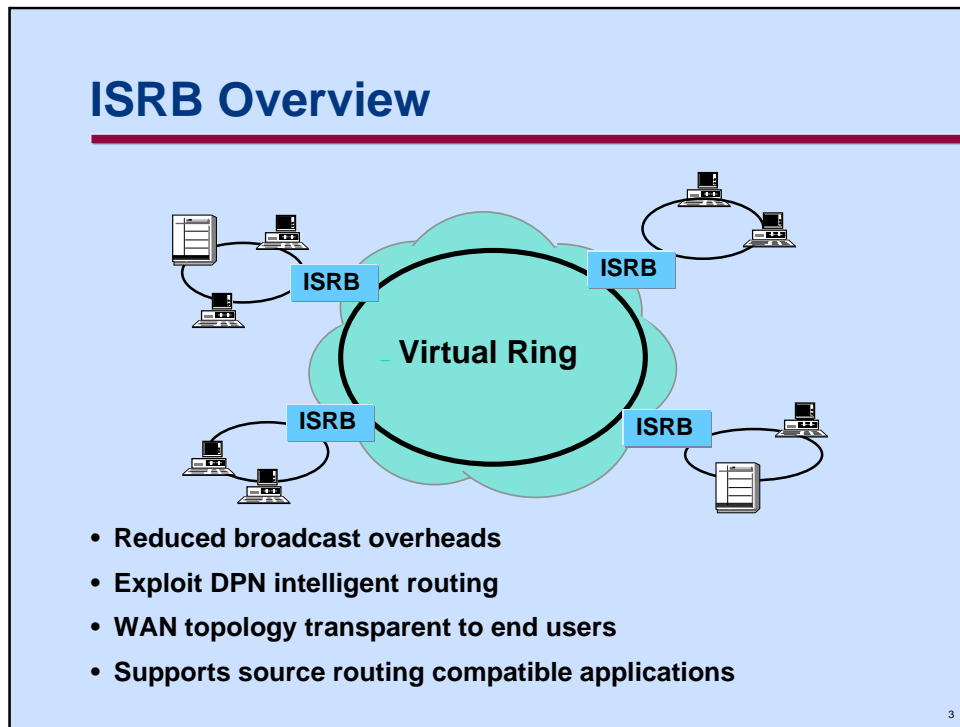 ISRB Overview
ISRB
ISRB
Virtual Ring
ISRB
ISRB
• Reduced broadcast overheads
• Exploit DPN intelligent routing
• WAN topology transparent to end users
• Supports source routing compatible applications
3